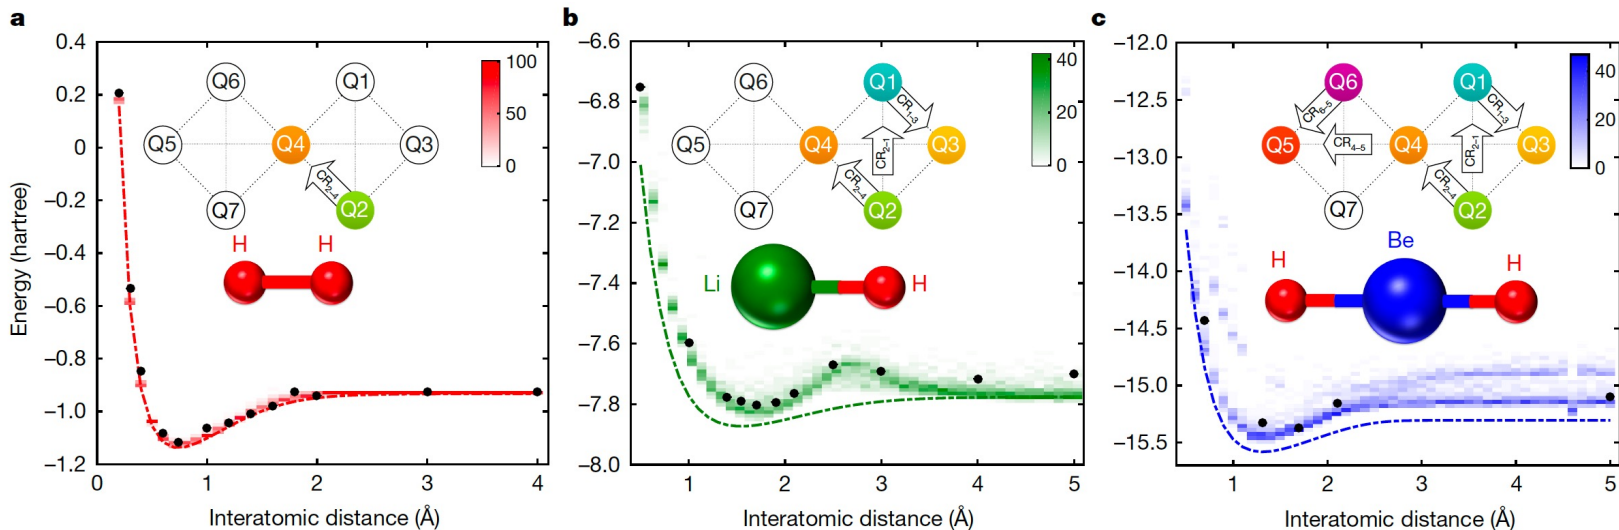 a
Energy (hartree)
0.4
0.2
0
−0.2
−0.4
−0.6
−0.8
−1.0
−1.2
0
1
2
3
4
Interatomic distance (Å)
100
50
0
Q6
Q1
Q5
Q4
Q3
Q7
Q2
CR2–4
H
H
b
−6.6
−6.8
−7.0
−7.2
−7.4
−7.6
−7.8
−8.0
1
2
3
4
5
Interatomic distance (Å)
40
20
0
Q6
Q1
Q5
Q4
Q3
Q7
Q2
CR1–3
CR2–1
CR2–4
Li
H
c
−12.0
−12.5
−13.0
−13.5
−14.0
−14.5
−15.0
−15.5
1
2
3
4
5
Interatomic distance (Å)
40
20
0
Q6
Q1
Q5
Q4
Q3
Q7
Q2
CR6–5
CR4–5
CR1–3
CR2–1
CR2–4
H
Be
H